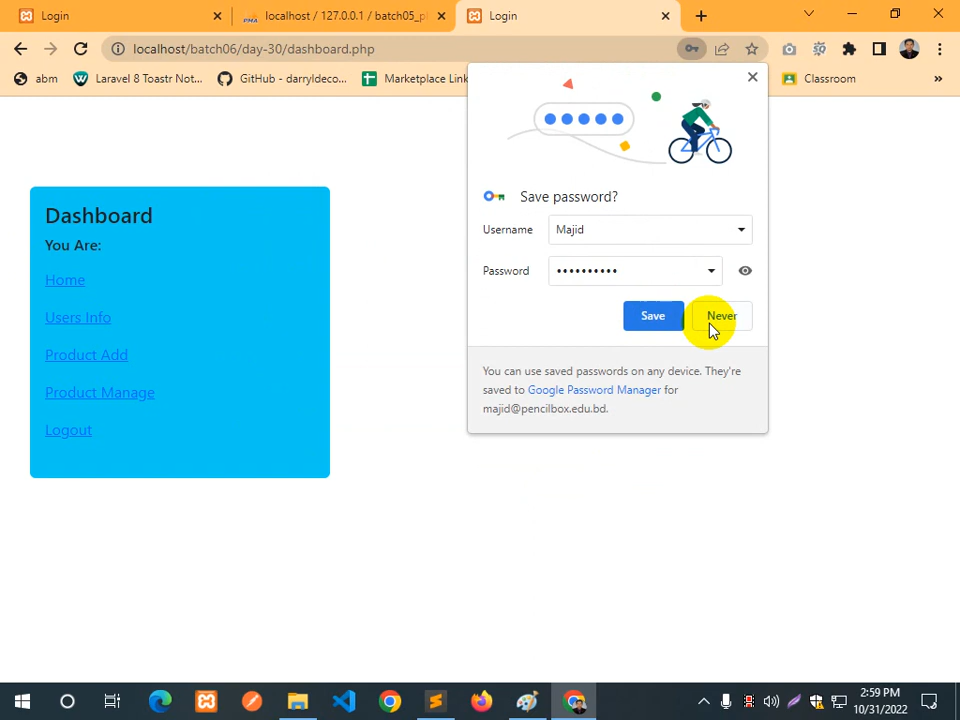 Login
localhost / 127.0.0.1 / batch05_p
Login
localhost/batch06/day-30/dashboard.php
abm
Laravel 8 Toastr Not...
GitHub - darryldeco...
Marketplace Link
Classroom
»
Save password?
Username
Majid
Password
••••••••••
Save
Never
You can use saved passwords on any device. They're
saved to Google Password Manager for
majid@pencilbox.edu.bd.
Dashboard
You Are:
Home
Users Info
Product Add
Product Manage
Logout
2:59 PM
10/31/2022